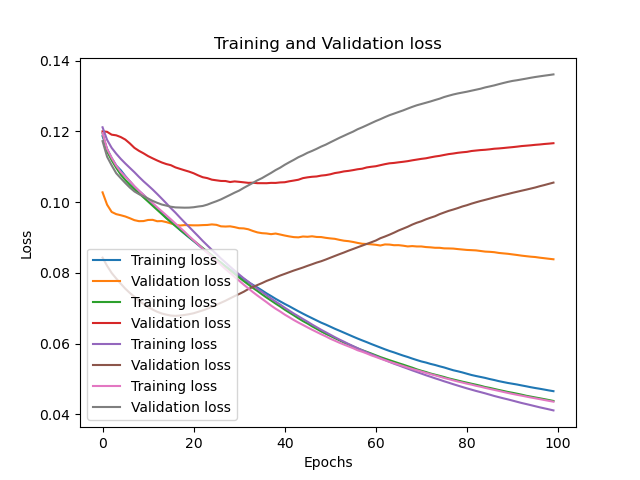 Training and Validation loss
Loss
0.14
0.12
0.10
0.08
0.06
0.04
Training loss
Validation loss
Training loss
Validation loss
Training loss
Validation loss
Training loss
Validation loss
0 20 40 60 80 100
Epochs